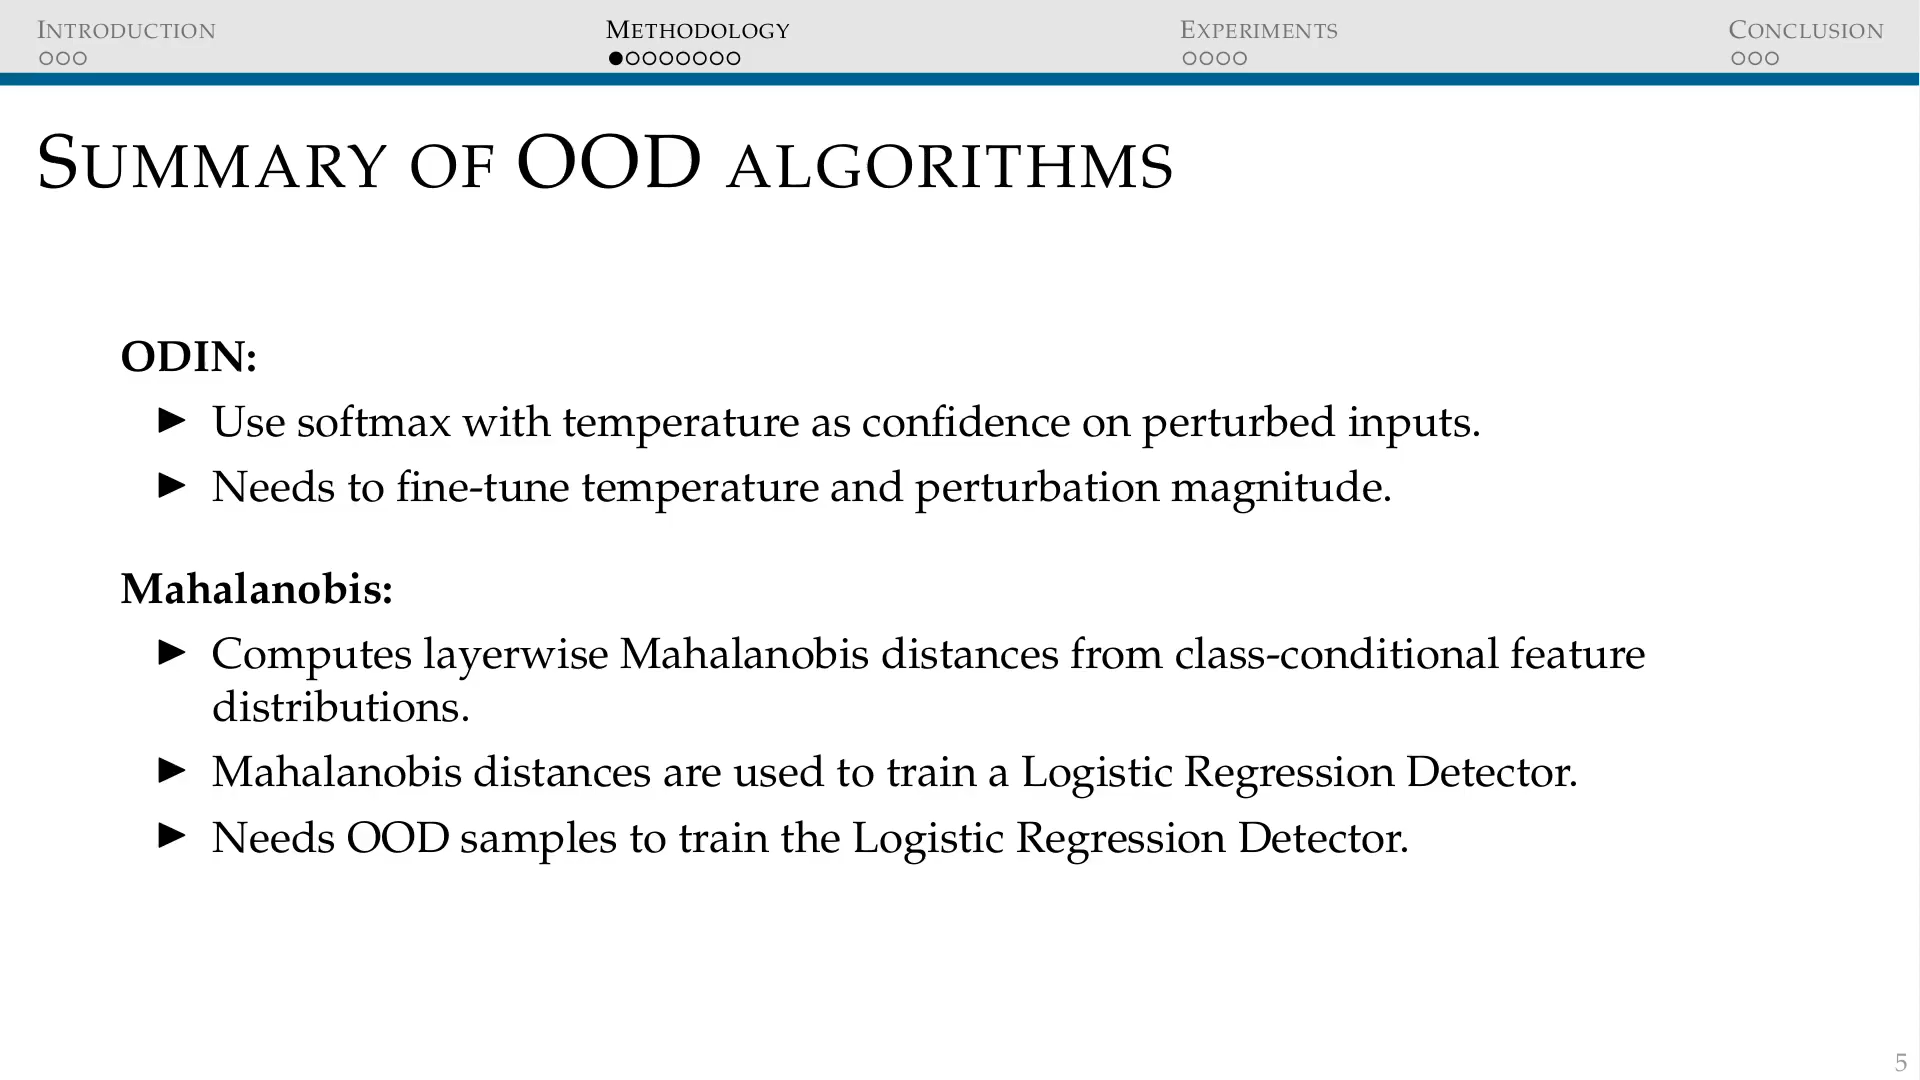 INTRODUCTION METHODOLOGY EXPERIMENTS CONCLUSION
SUMMARY OF OOD ALGORITHMS
ODIN:
▶ Use softmax with temperature as confidence on perturbed inputs.
▶ Needs to fine-tune temperature and perturbation magnitude.
Mahalanobis:
▶ Computes layerwise Mahalanobis distances from class-conditional feature
distributions.
▶ Mahalanobis distances are used to train a Logistic Regression Detector.
▶ Needs OOD samples to train the Logistic Regression Detector.
5